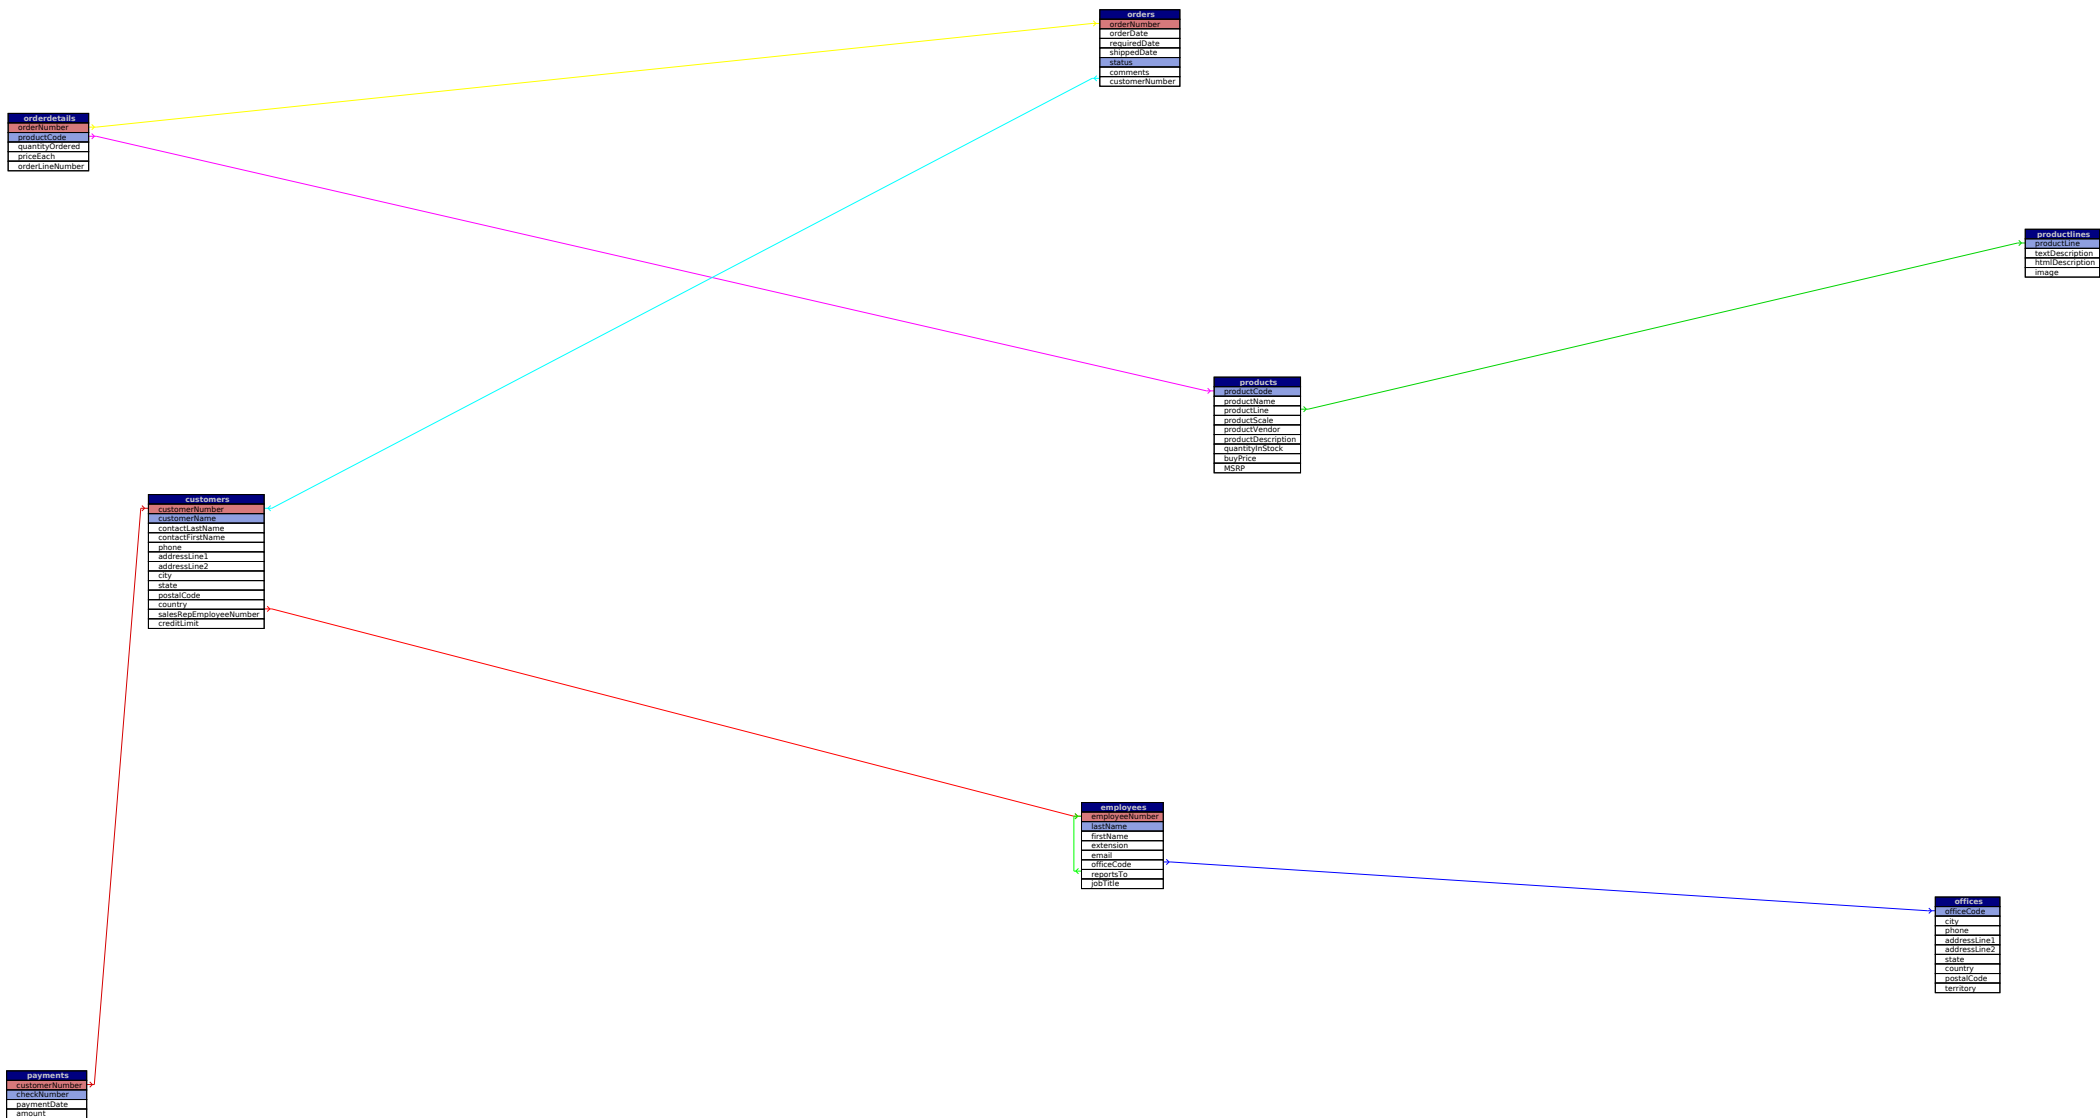 orders
orderNumber
orderDate
requiredDate
shippedDate
status
comments
customerNumber
orderdetails
orderNumber
productCode
quantityOrdered
priceEach
orderLineNumber
productlines
productLine
textDescription
htmlDescription
image
products
productCode
productName
productLine
productScale
productVendor
productDescription
quantityInStock
buyPrice
MSRP
customers
customerNumber
customerName
contactLastName
contactFirstName
phone
addressLine1
addressLine2
city
state
postalCode
country
salesRepEmployeeNumber
creditLimit
employees
employeeNumber
lastName
firstName
extension
email
officeCode
reportsTo
jobTitle
offices
officeCode
city
phone
addressLine1
addressLine2
state
country
postalCode
territory
payments
customerNumber
checkNumber
paymentDate
amount